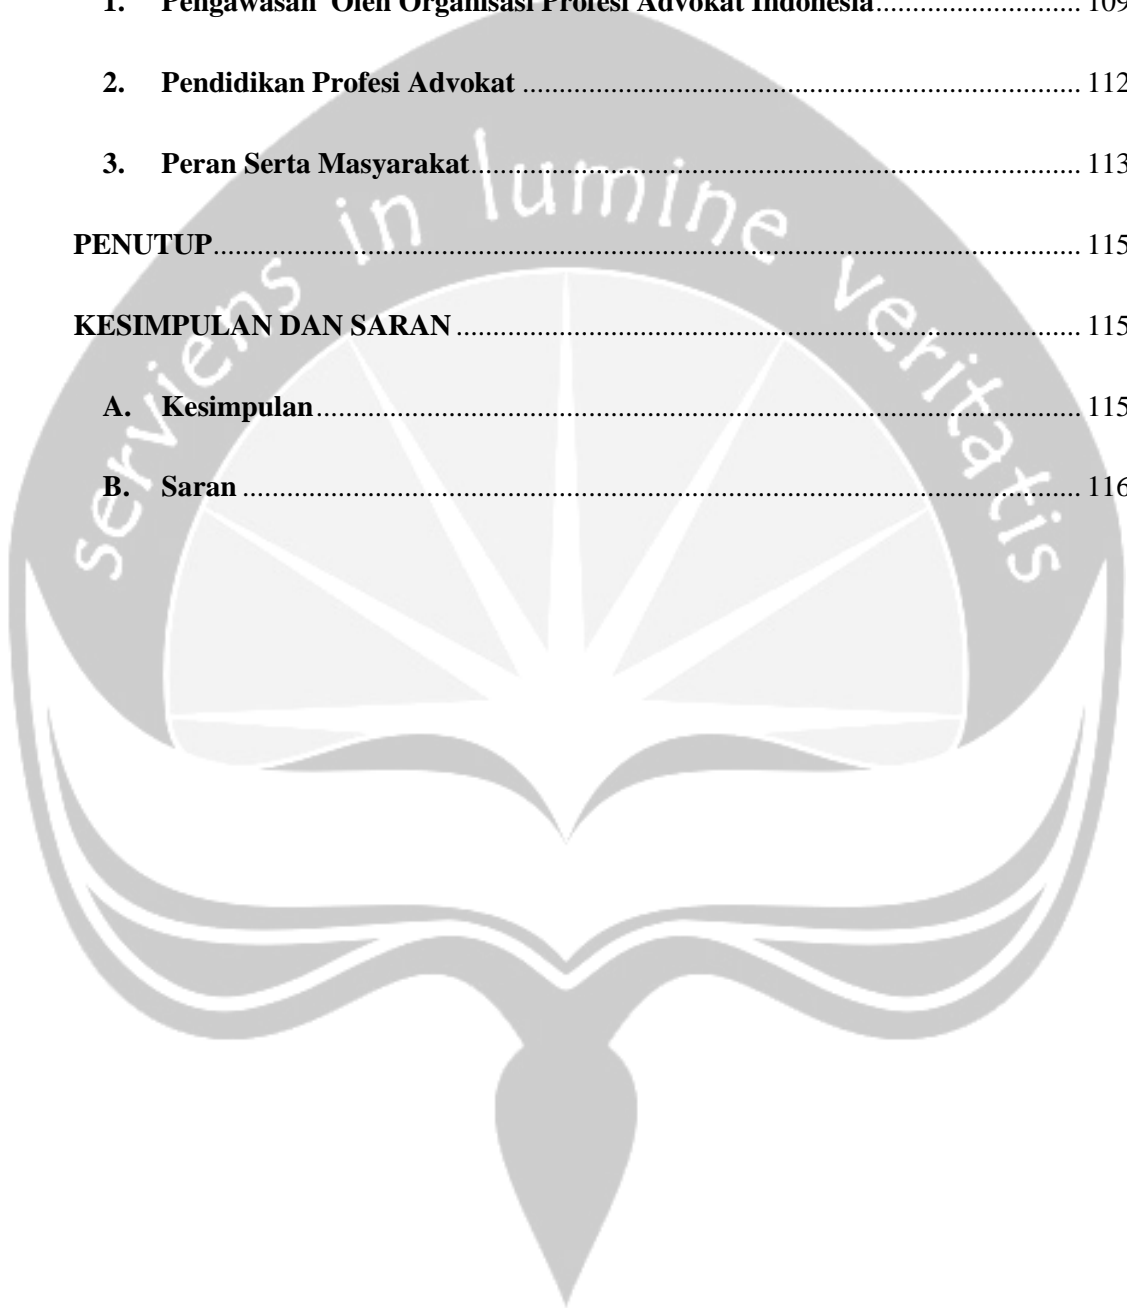 1. Pengawasan Oleh Organisasi Profesi Advokat Indonesia.......................... 109
2. Pendidikan Profesi Advokat .......................... 112
3. Peran Serta Masyarakat.......................... 113
PENUTUP.......................... 115
KESIMPULAN DAN SARAN .......................... 115
A. Kesimpulan.......................... 115
B. Saran .......................... 116
serviens in lumine veritatis